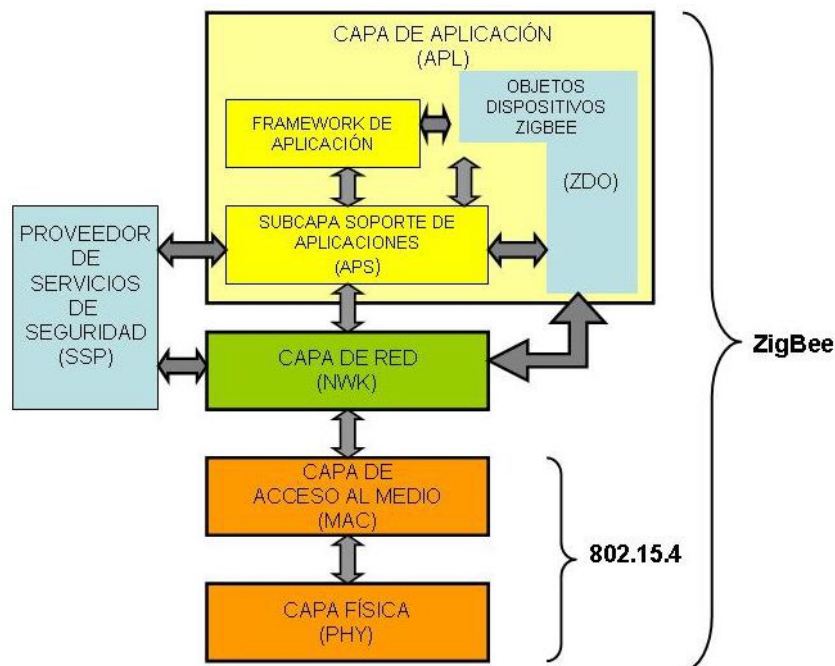 CAPA DE APLICACIÓN
(APL)
OBJETOS
DISPOSITIVOS
ZIGBEE
(ZDO)
FRAMEWORK DE
APLICACIÓN
SUBCAPA SOPORTE DE
APLICACIONES
(APS)
PROVEEDOR
DE
SERVICIOS
DE
SEGURIDAD
(SSP)
CAPA DE RED
(NWK)
ZigBee
CAPA DE
ACCESO AL MEDIO
(MAC)
802.15.4
CAPA FÍSICA
(PHY)